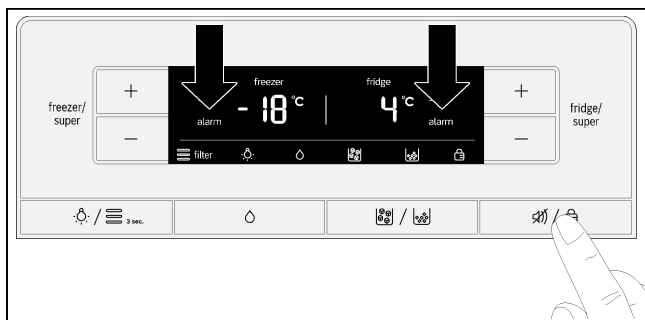 freezer
fridge
freezer/
super
+
−
- 18 °C
4 °C
alarm
alarm
+
−
fridge/
super
filter
/ 3 sec.
/
/